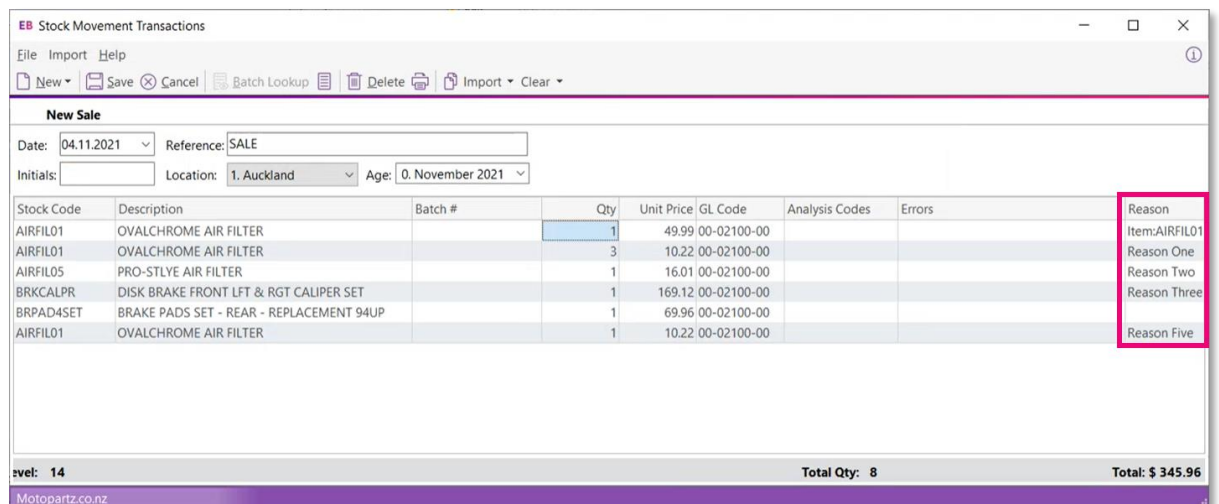 EB Stock Movement Transactions
File Import Help
New Save Cancel Batch Lookup Delete Import Clear
New Sale
Date: 04.11.2021 Reference: SALE
Initials: Location: 1. Auckland Age: 0. November 2021
Stock Code Description Batch # Qty Unit Price GL Code Analysis Codes Errors Reason
AIRFIL01 OVALCHROME AIR FILTER 1 49.99 00-02100-00 Item:AIRFIL01
AIRFIL01 OVALCHROME AIR FILTER 3 10.22 00-02100-00 Reason One
AIRFIL05 PRO-STLYE AIR FILTER 1 16.01 00-02100-00 Reason Two
BRKCALPR DISK BRAKE FRONT LFT & RGT CALIPER SET 1 169.12 00-02100-00 Reason Three
BRPAD4SET BRAKE PADS SET - REAR - REPLACEMENT 94UP 1 69.96 00-02100-00
AIRFIL01 OVALCHROME AIR FILTER 1 10.22 00-02100-00 Reason Five
evel: 14 Total Qty: 8 Total: $ 345.96
Motopartz.co.nz